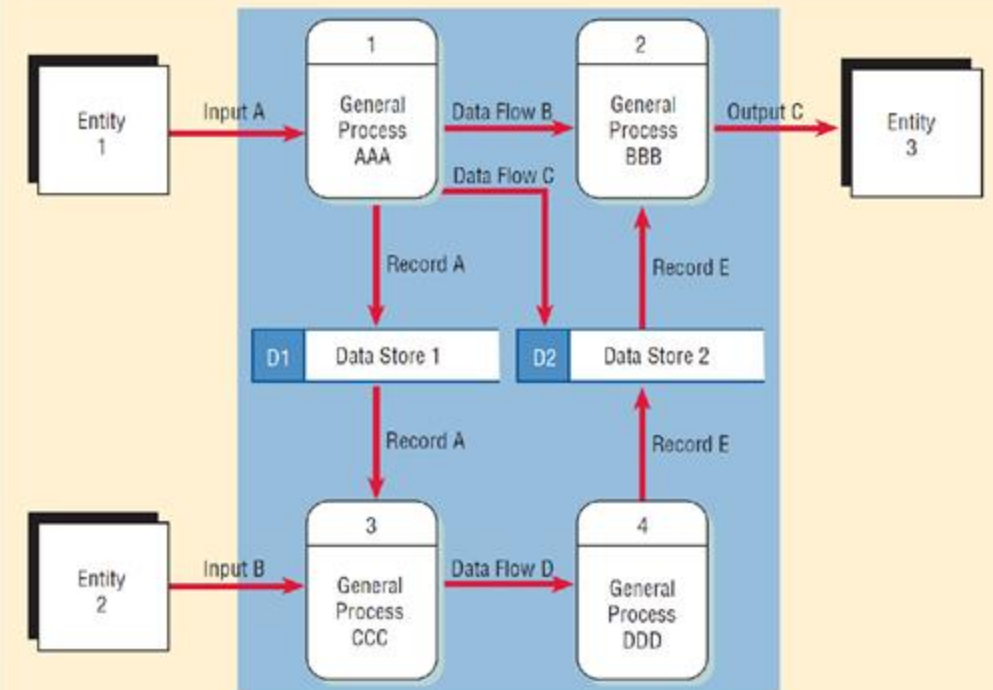 1
2
Entity
1
Input A
General
Process
AAA
Data Flow B
General
Process
BBB
Output C
Entity
3
Data Flow C
Record A
Record E
D1
Data Store 1
D2
Data Store 2
Record A
Record E
3
4
Entity
2
Input B
General
Process
CCC
Data Flow D
General
Process
DDD